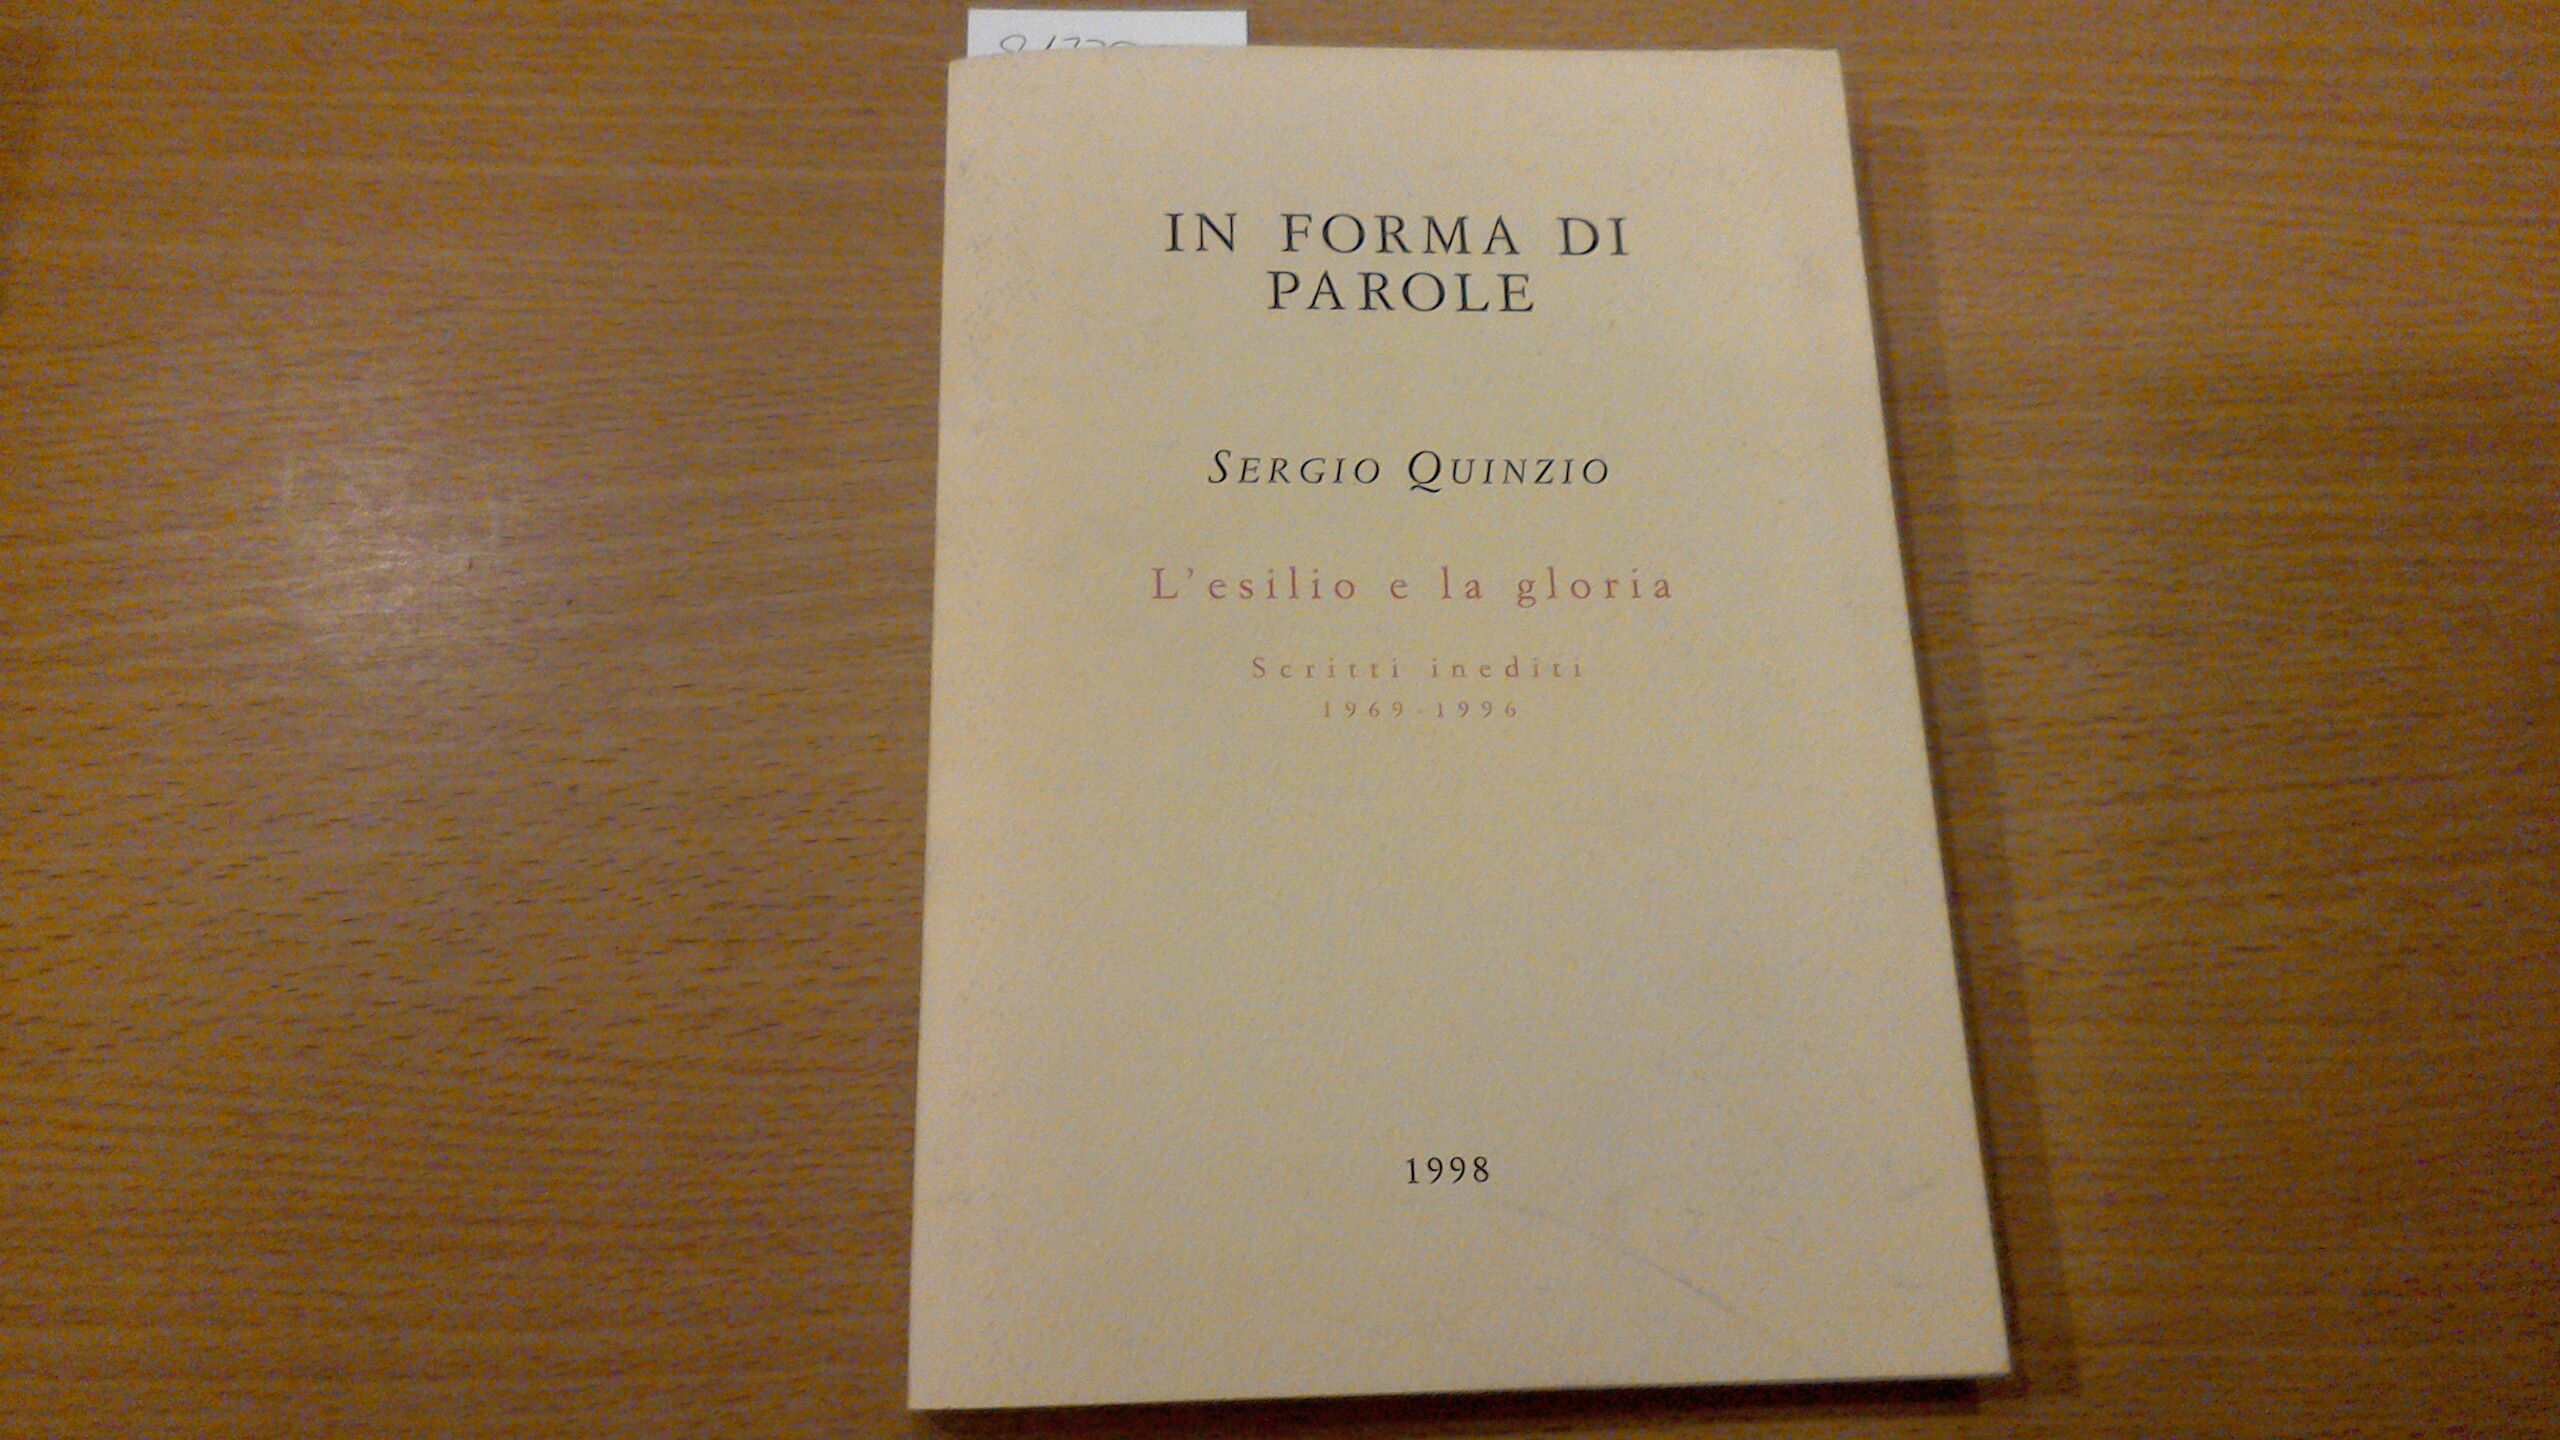 IN FORMA DI
PAROLE
SERGIO QUINZIO
L'esilio e la gloria
Scritti inediti
1969-1996
1998